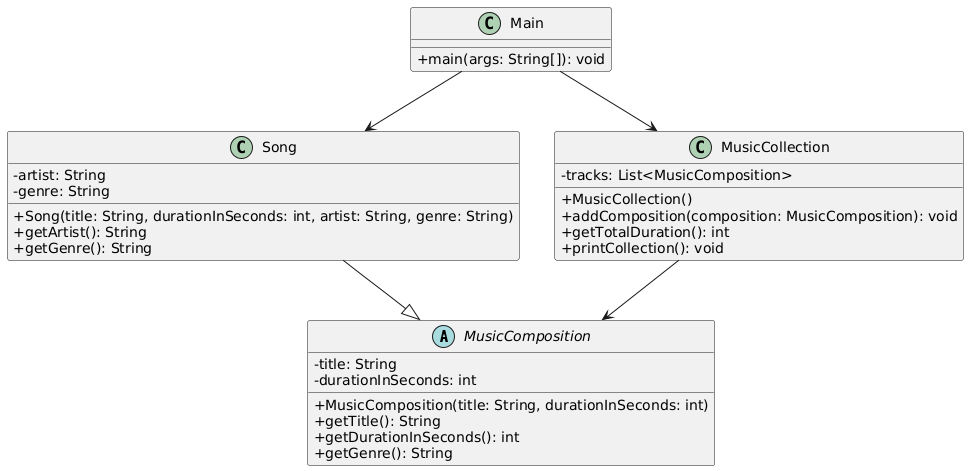 C Main
+main(args: String[]): void
C Song
-artist: String
-genre: String
+Song(title: String, durationInSeconds: int, artist: String, genre: String)
+getArtist(): String
+getGenre(): String
C MusicCollection
-tracks: List<MusicComposition>
+MusicCollection()
+addComposition(composition: MusicComposition): void
+getTotalDuration(): int
+printCollection(): void
A MusicComposition
-title: String
-durationInSeconds: int
+MusicComposition(title: String, durationInSeconds: int)
+getTitle(): String
+getDurationInSeconds(): int
+getGenre(): String